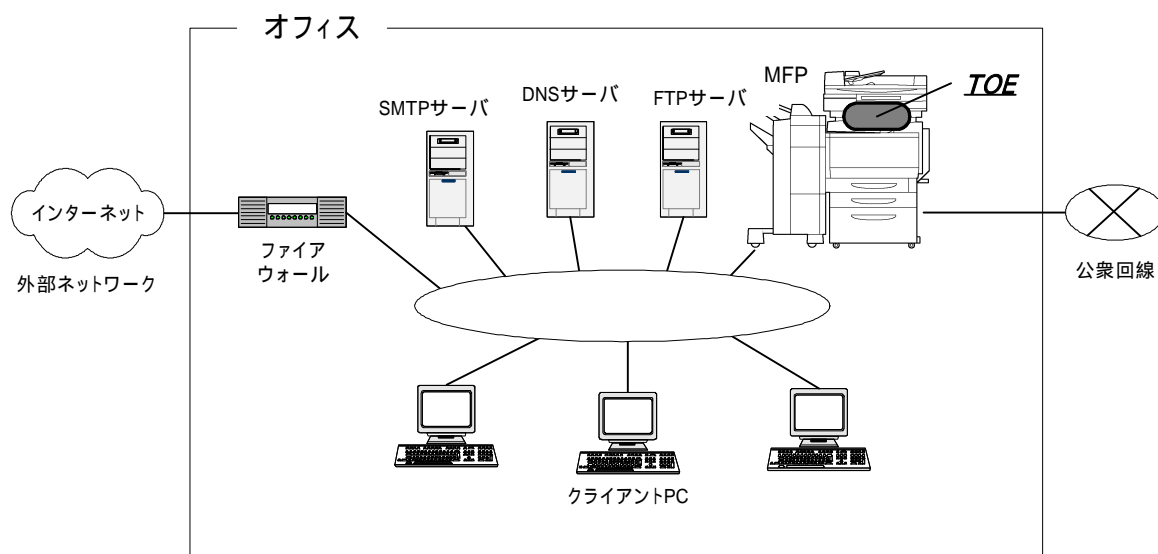 オフィス
MFP
TOE
SMTPサーバ
DNSサーバ
FTPサーバ
インターネット
ファイア
ウォール
外部ネットワーク
公衆回線
クライアントPC